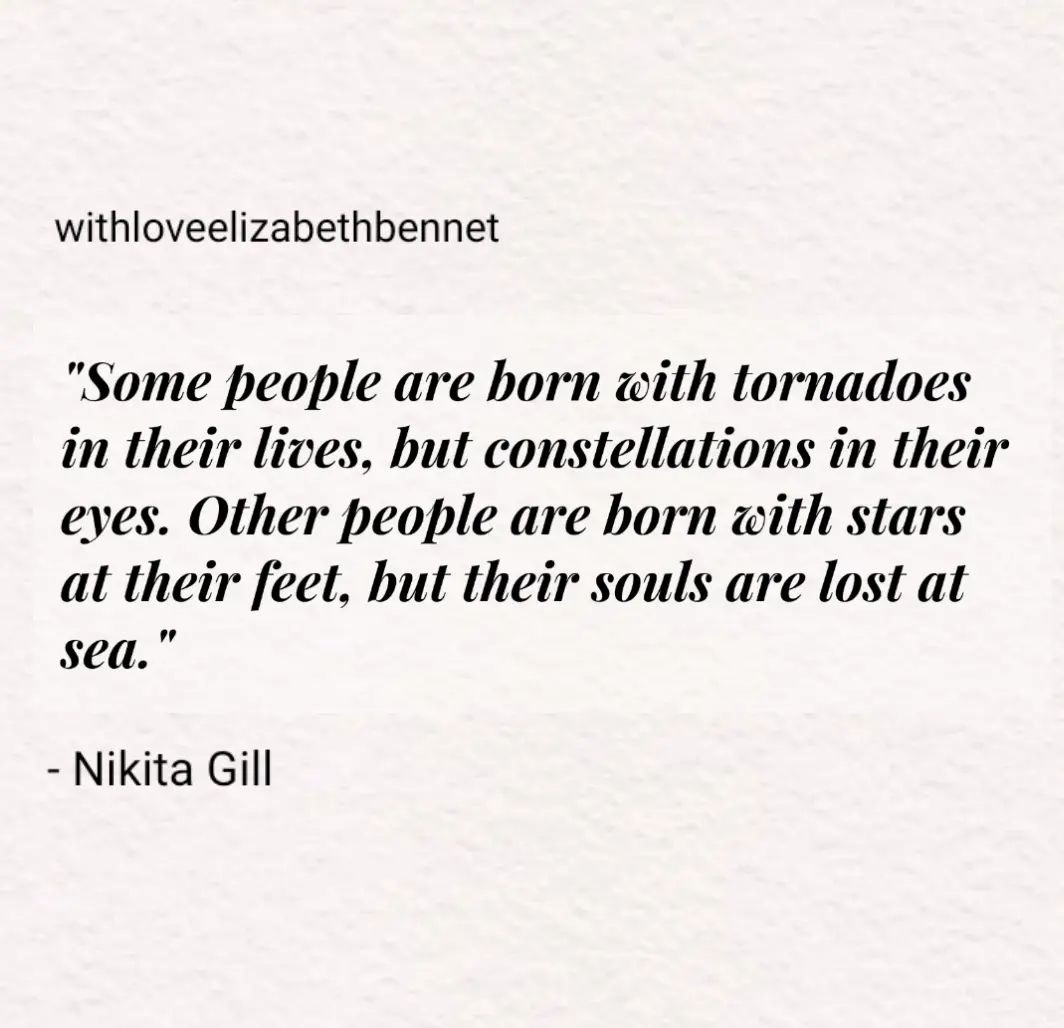 withloveelizabethbennet
"Some people are born with tornadoes
in their lives, but constellations in their
eyes. Other people are born with stars
at their feet, but their souls are lost at
sea."
- Nikita Gill